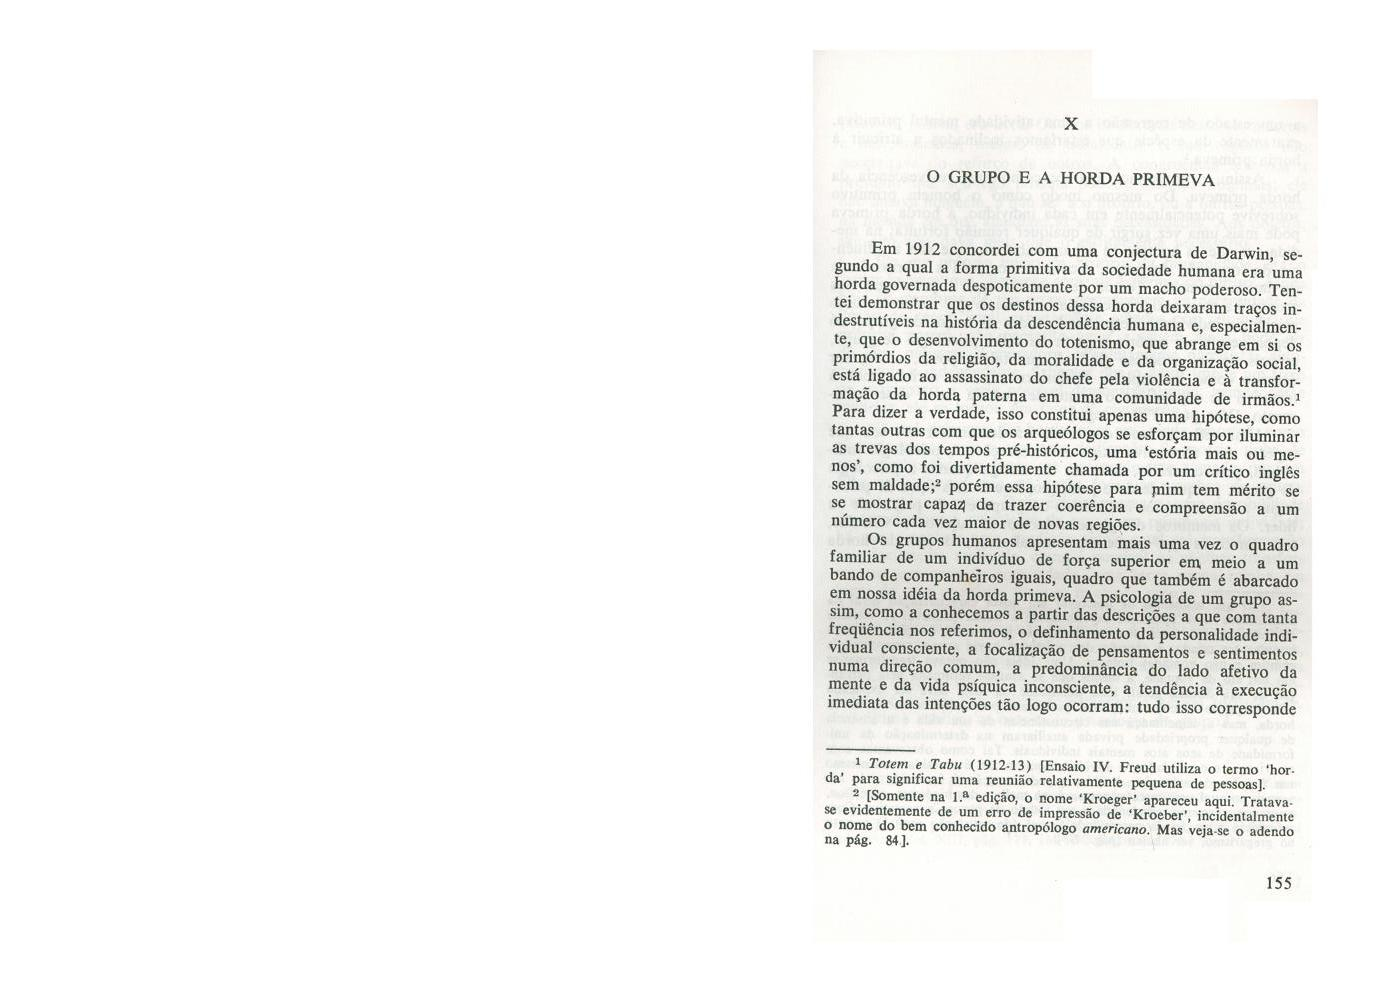 X
O GRUPO E A HORDA PRIMEVA
Em 1912 concordei com uma conjectura de Darwin, se-
gundo a qual a forma primitiva da sociedade humana era uma
horda governada despoticamente por um macho poderoso. Ten-
tei demonstrar que os destinos dessa horda deixaram traços in-
destrutíveis na história da descendência humana e, especialmen-
te, que o desenvolvimento do totenismo, que abrange em si os
primórdios da religião, da moralidade e da organização social,
está ligado ao assassinato do chefe pela violência e à transfor-
mação da horda paterna em uma comunidade de irmãos.¹
Para dizer a verdade, isso constitui apenas uma hipótese, como
tantas outras com que os arqueólogos se esforçam por iluminar
as trevas dos tempos pré-históricos, uma ‘estória mais ou me-
nos’, como foi divertidamente chamada por um crítico inglês
sem maldade;² porém essa hipótese para mim tem mérito se
se mostrar capaz de trazer coerência e compreensão a um
número cada vez maior de novas regiões.
Os grupos humanos apresentam mais uma vez o quadro
familiar de um indivíduo de força superior em meio a um
bando de companheiros iguais, quadro que também é abarcado
em nossa idéia da horda primeva. A psicologia de um grupo as-
sim, como a conhecemos a partir das descrições a que com tanta
freqüência nos referimos, o definhamento da personalidade indi-
vidual consciente, a focalização de pensamentos e sentimentos
numa direção comum, a predominância do lado afetivo da
mente e da vida psíquica inconsciente, a tendência à execução
imediata das intenções tão logo ocorram: tudo isso corresponde
¹ Totem e Tabu (1912-13) [Ensaio IV. Freud utiliza o termo ‘hor-
da’ para significar uma reunião relativamente pequena de pessoas].
² [Somente na 1.ª edição, o nome ‘Kroeger’ apareceu aqui. Tratava-
se evidentemente de um erro de impressão de ‘Kroeber’, incidentalmente
o nome do bem conhecido antropólogo americano. Mas veja-se o adendo
na pág. 84].
155